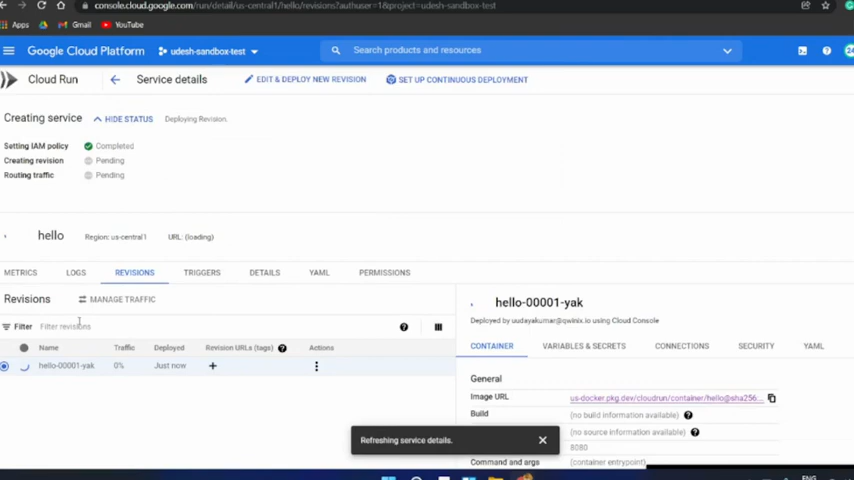 console.cloud.google.com/run/detail/us-central1/hello/revisions?authuser=1&project=udesh-sandbox-test
Apps Gmail YouTube
Google Cloud Platform udesh-sandbox-test Search products and resources
Cloud Run Service details EDIT & DEPLOY NEW REVISION SET UP CONTINUOUS DEPLOYMENT
Creating service HIDE STATUS Deploying Revision.
Setting IAM policy Completed
Creating revision Pending
Routing traffic Pending
hello Region: us-central1 URL: (loading)
METRICS LOGS REVISIONS TRIGGERS DETAILS YAML PERMISSIONS
Revisions MANAGE TRAFFIC
Filter Filter revisions
Name Traffic Deployed Revision URLs (tags) Actions
hello-00001-yak 0% Just now
hello-00001-yak
Deployed by uudayakumar@qwinix.io using Cloud Console
CONTAINER VARIABLES & SECRETS CONNECTIONS SECURITY YAML
General
Image URL us-docker.pkg.dev/cloudrun/container/hello@sha256...
Build (no build information available)
(no source information available)
8080
Command and args (container entrypoint)
Refreshing service details.
ENG